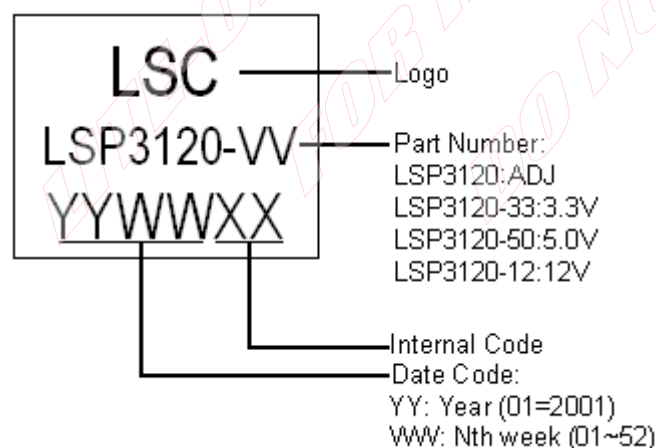 LSC
Logo
LSP3120-VV
Part Number:
LSP3120:ADJ
LSP3120-33:3.3V
LSP3120-50:5.0V
LSP3120-12:12V
YYWWXX
Internal Code
Date Code:
YY: Year (01=2001)
WW: Nth week (01~52)